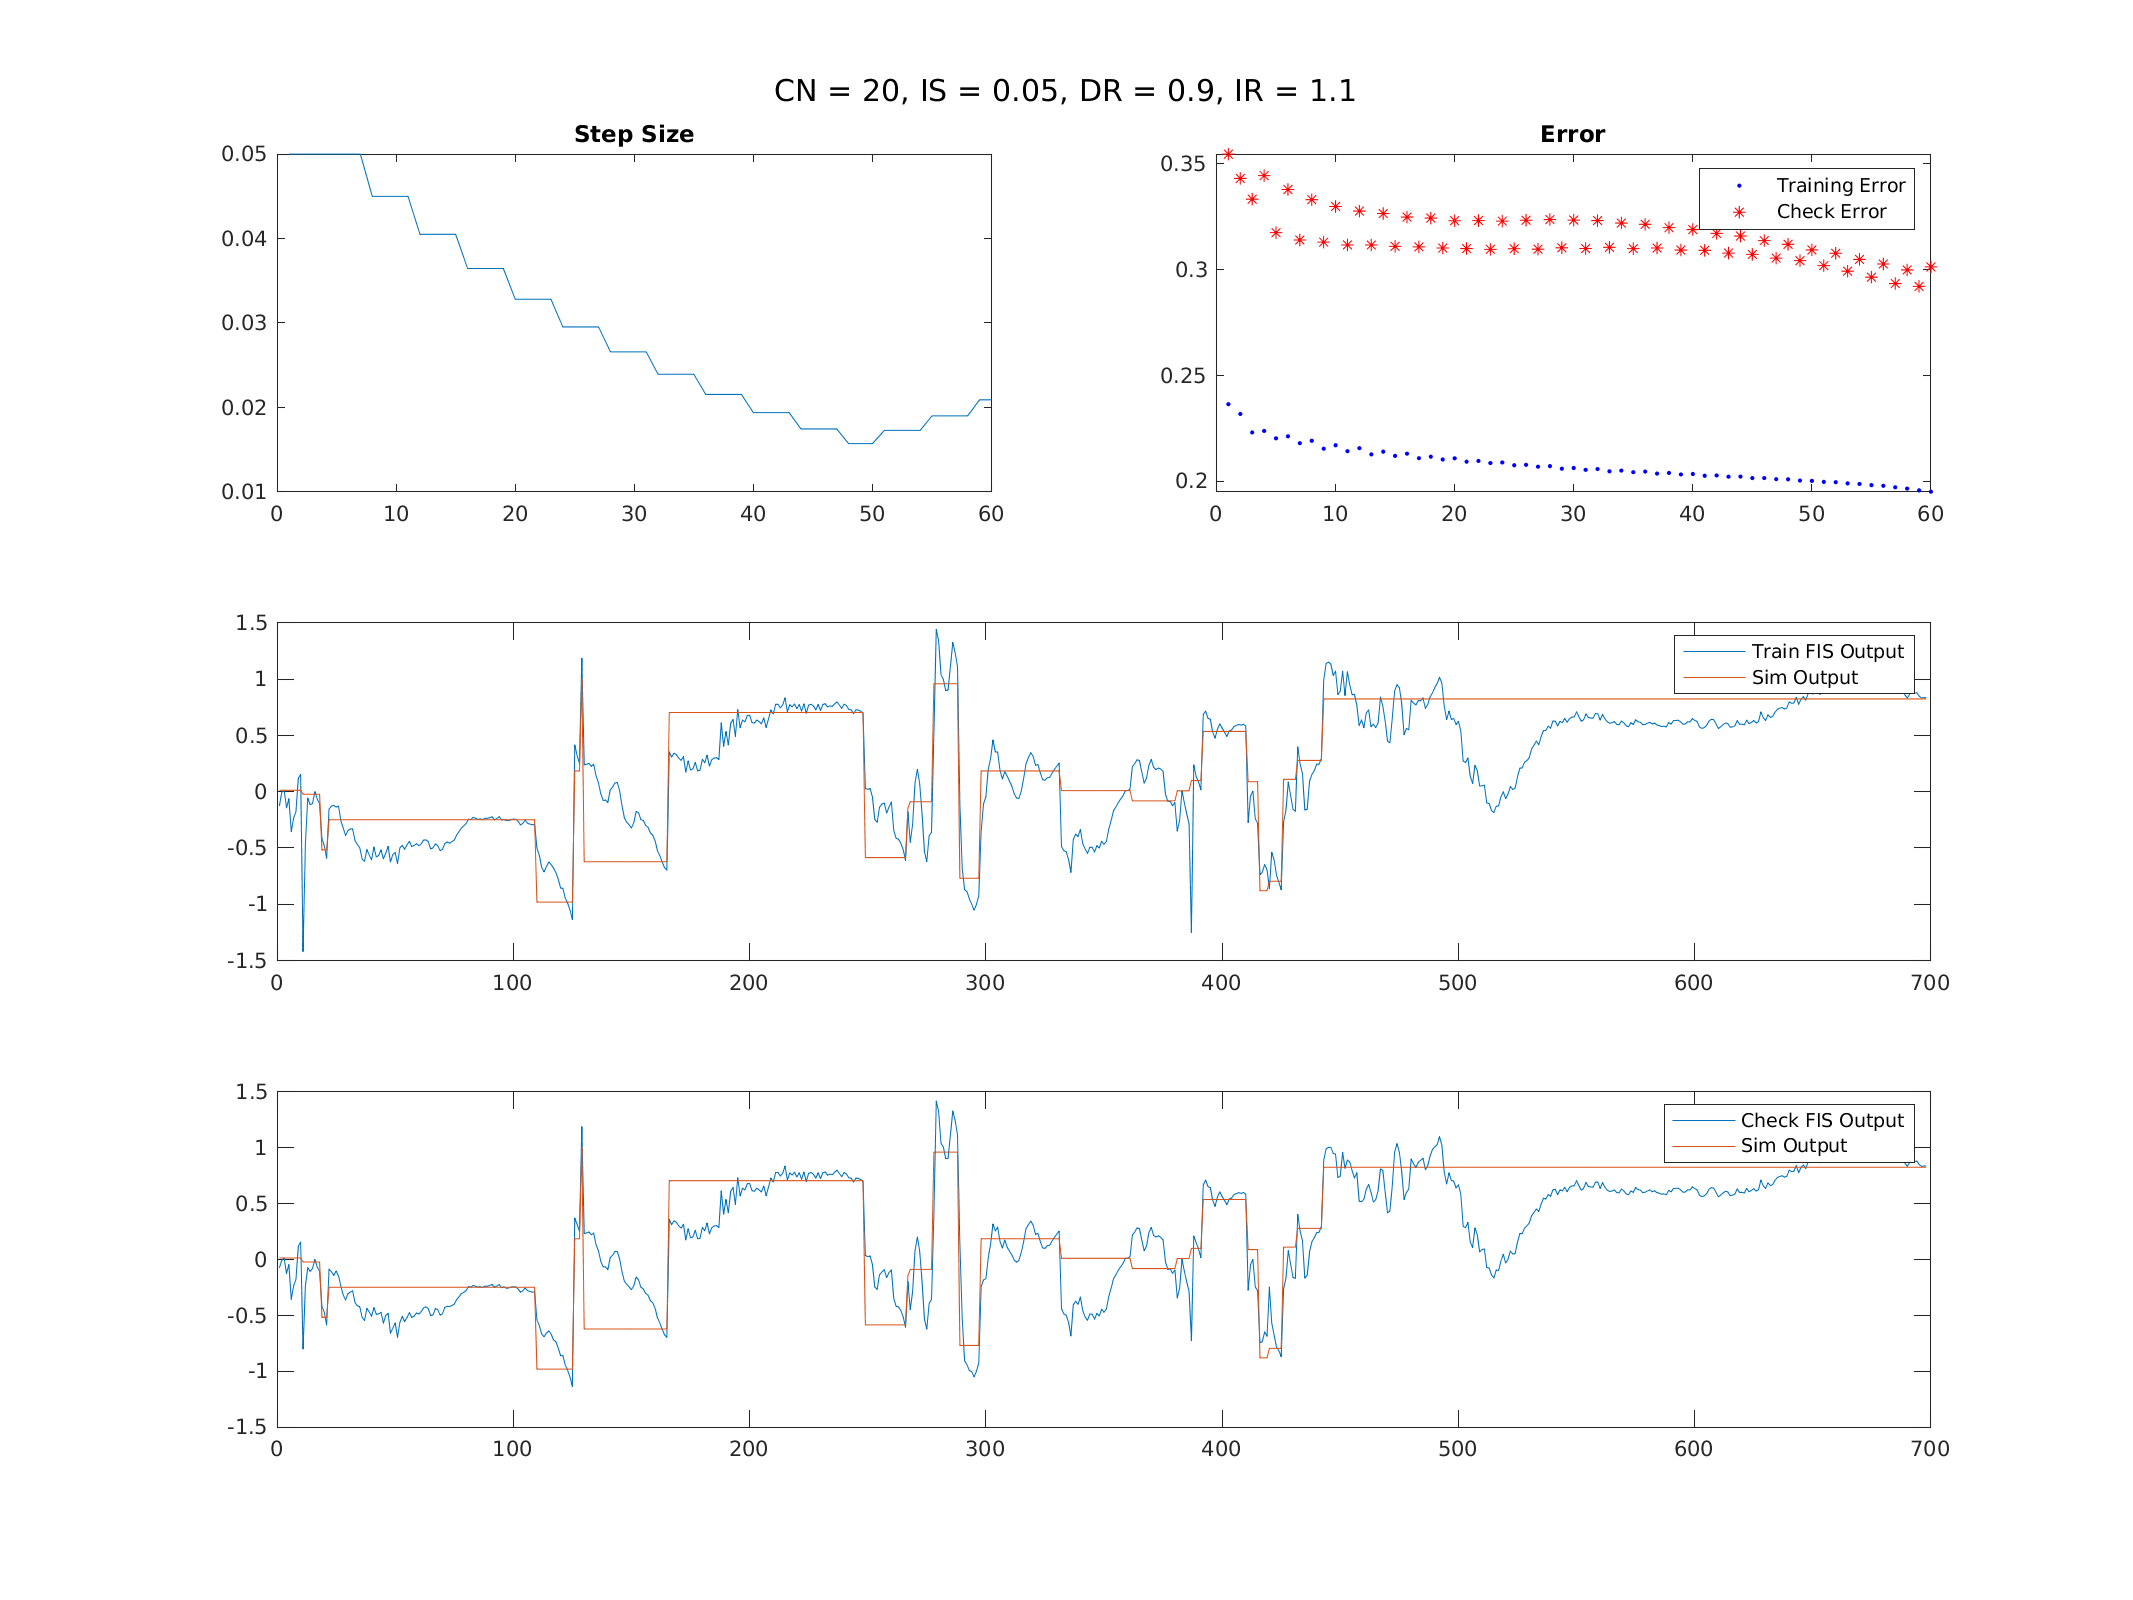 CN = 20, IS = 0.05, DR = 0.9, IR = 1.1
Step Size
0.05
0.04
0.03
0.02
0.01
0 10 20 30 40 50 60
Error
0.35
0.3
0.25
0.2
0 10 20 30 40 50 60
Training Error
Check Error
1.5
1
0.5
0
-0.5
-1
-1.5
0 100 200 300 400 500 600 700
Train FIS Output
Sim Output
1.5
1
0.5
0
-0.5
-1
-1.5
0 100 200 300 400 500 600 700
Check FIS Output
Sim Output